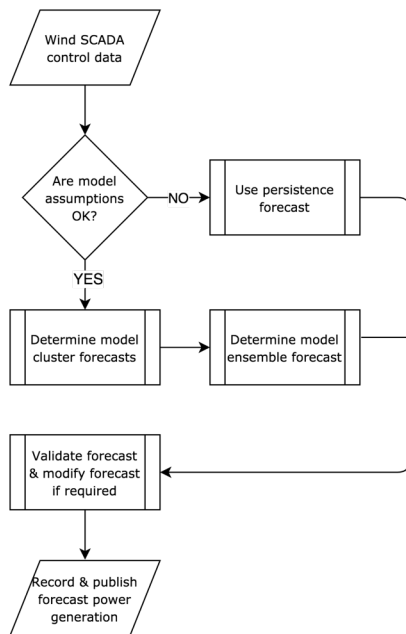 Wind SCADA
control data
Are model
assumptions
OK?
NO
Use persistence
forecast
YES
Determine model
cluster forecasts
Determine model
ensemble forecast
Validate forecast
& modify forecast
if required
Record & publish
forecast power
generation